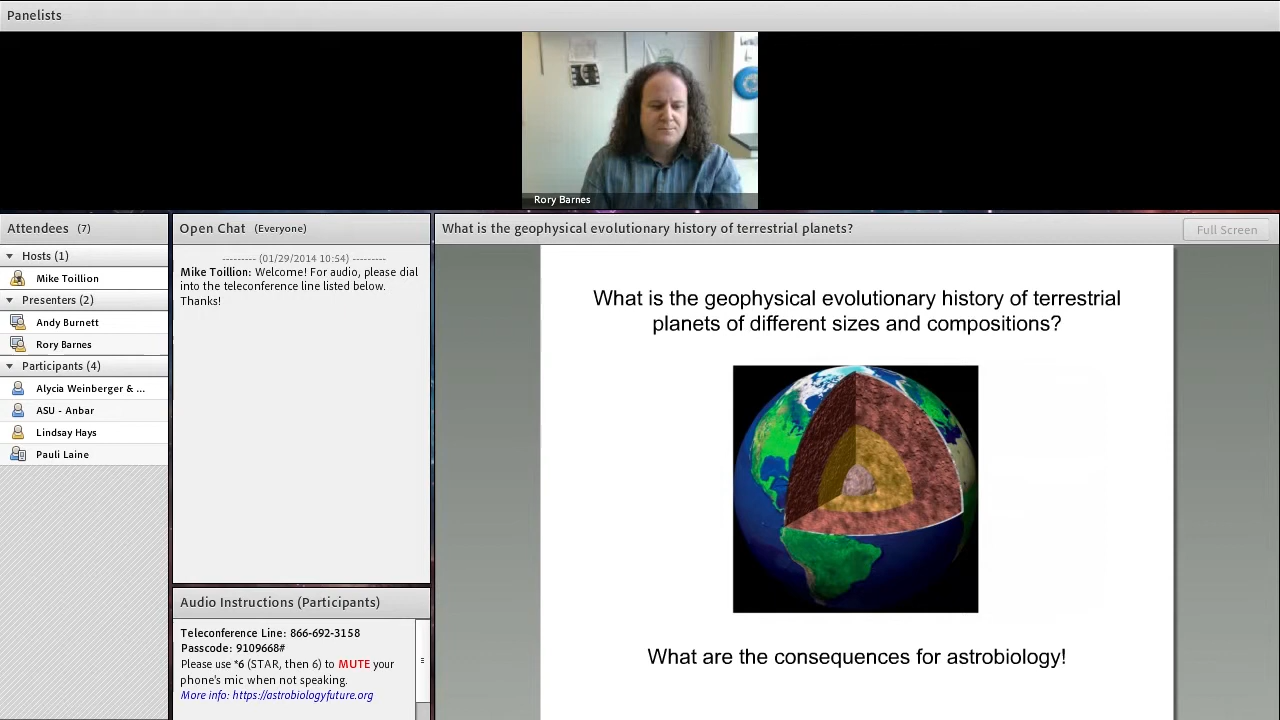 Panelists
Rory Barnes
Attendees (7)
Hosts (1)
Mike Toillion
Presenters (2)
Andy Burnett
Rory Barnes
Participants (4)
Alycia Weinberger & ...
ASU - Anbar
Lindsay Hays
Pauli Laine
Open Chat (Everyone)
--------- (01/29/2014 10:54) ---------
Mike Toillion: Welcome! For audio, please dial
into the teleconference line listed below.
Thanks!
Audio Instructions (Participants)
Teleconference Line: 866-692-3158
Passcode: 9109668#
Please use *6 (STAR, then 6) to MUTE your
phone's mic when not speaking.
More info: https://astrobiologyfuture.org
What is the geophysical evolutionary history of terrestrial planets?
Full Screen
What is the geophysical evolutionary history of terrestrial
planets of different sizes and compositions?
What are the consequences for astrobiology!